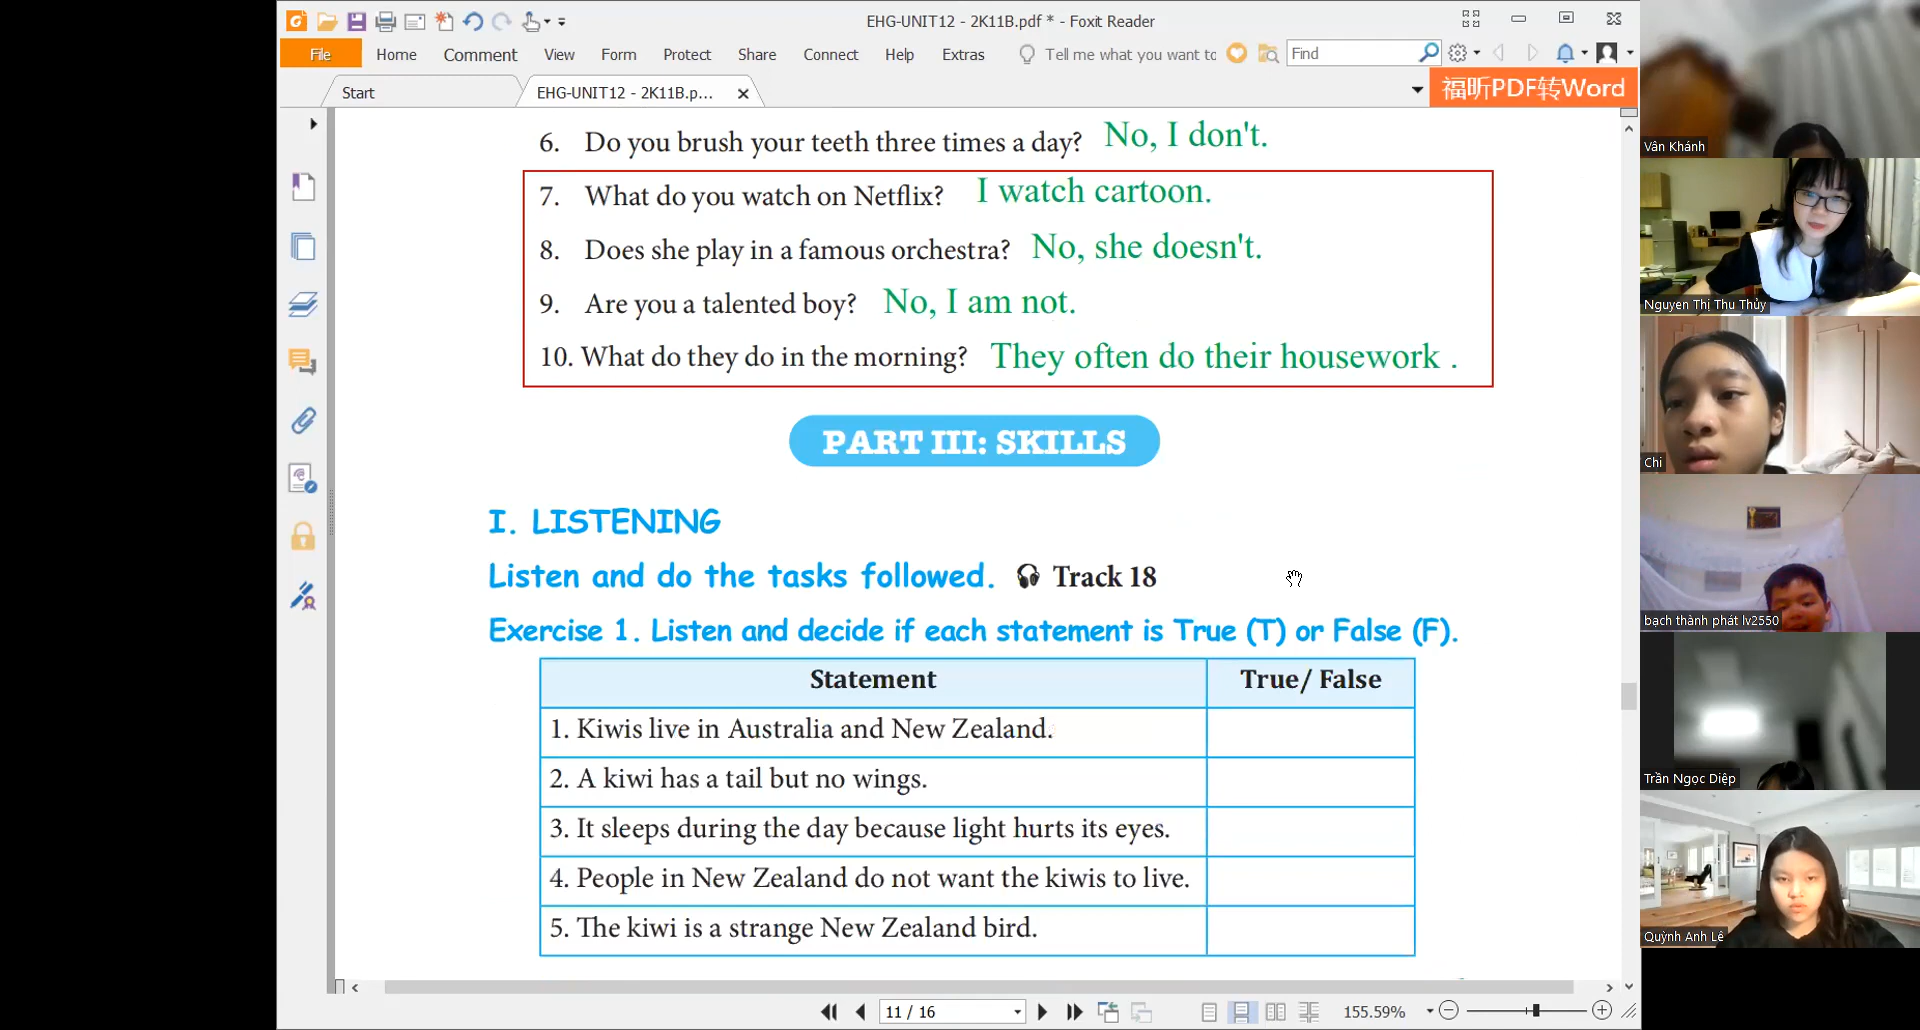 EHG-UNIT12 - 2K11B.pdf * - Foxit Reader
File Home Comment View Form Protect Share Connect Help Extras Tell me what you want to Find
Start EHG-UNIT12 - 2K11B.p...
福昕PDF转Word
6. Do you brush your teeth three times a day? No, I don't.
7. What do you watch on Netflix? I watch cartoon.
8. Does she play in a famous orchestra? No, she doesn't.
9. Are you a talented boy? No, I am not.
10. What do they do in the morning? They often do their housework .
PART III: SKILLS
I. LISTENING
Listen and do the tasks followed. Track 18
Exercise 1. Listen and decide if each statement is True (T) or False (F).
Statement True/ False
1. Kiwis live in Australia and New Zealand.
2. A kiwi has a tail but no wings.
3. It sleeps during the day because light hurts its eyes.
4. People in New Zealand do not want the kiwis to live.
5. The kiwi is a strange New Zealand bird.
11 / 16
155.59%
Vân Khánh
Nguyen Thị Thu Thủy
Chi
bạch thành phát lv2550
Trần Ngọc Diệp
Quỳnh Anh Lê